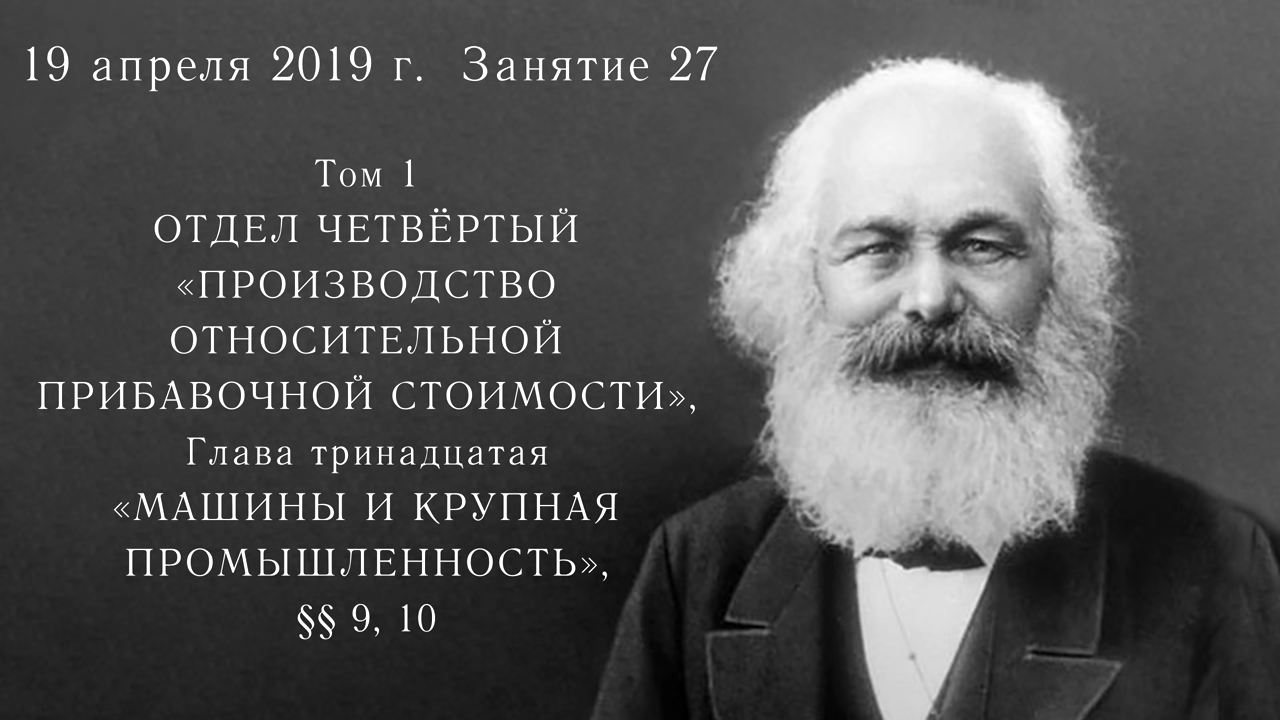 19 апреля 2019 г. Занятие 27
Том 1
ОТДЕЛ ЧЕТВЁРТЫЙ
«ПРОИЗВОДСТВО
ОТНОСИТЕЛЬНОЙ
ПРИБАВОЧНОЙ СТОИМОСТИ»,
Глава тринадцатая
«МАШИНЫ И КРУПНАЯ
ПРОМЫШЛЕННОСТЬ»,
§§ 9, 10